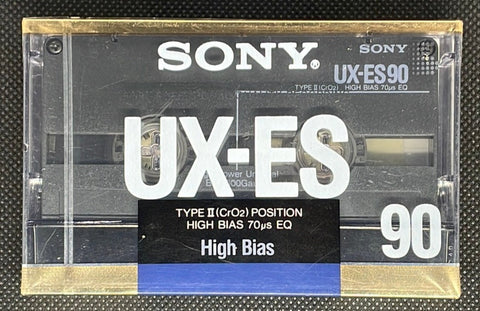 SONY®
SONY
UX-ES90
TYPE II (CrO₂) HIGH BIAS 70μs EQ
UX-ES
TYPE II (CrO₂) POSITION
HIGH BIAS 70μs EQ
High Bias
90